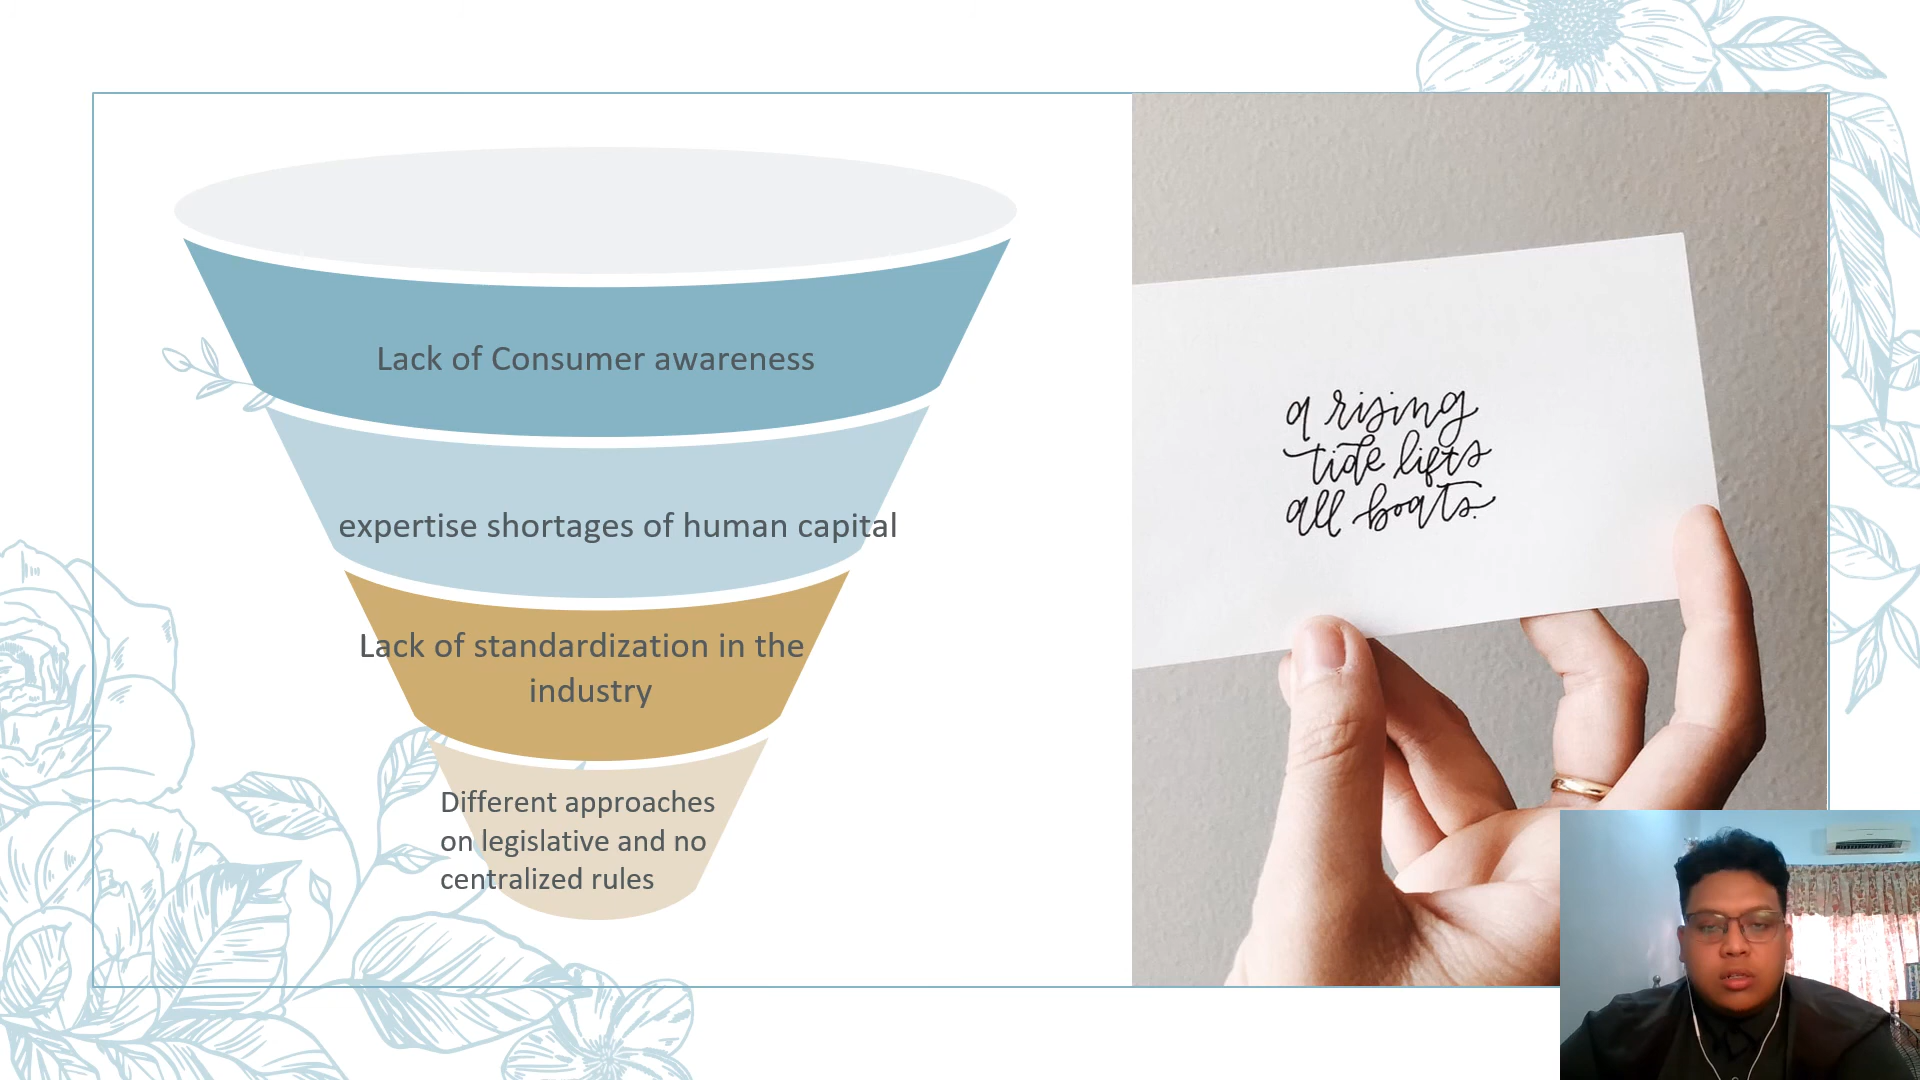 Lack of Consumer awareness
expertise shortages of human capital
Lack of standardization in the
industry
Different approaches
on legislative and no
centralized rules
a rising
tide lifts
all boats.